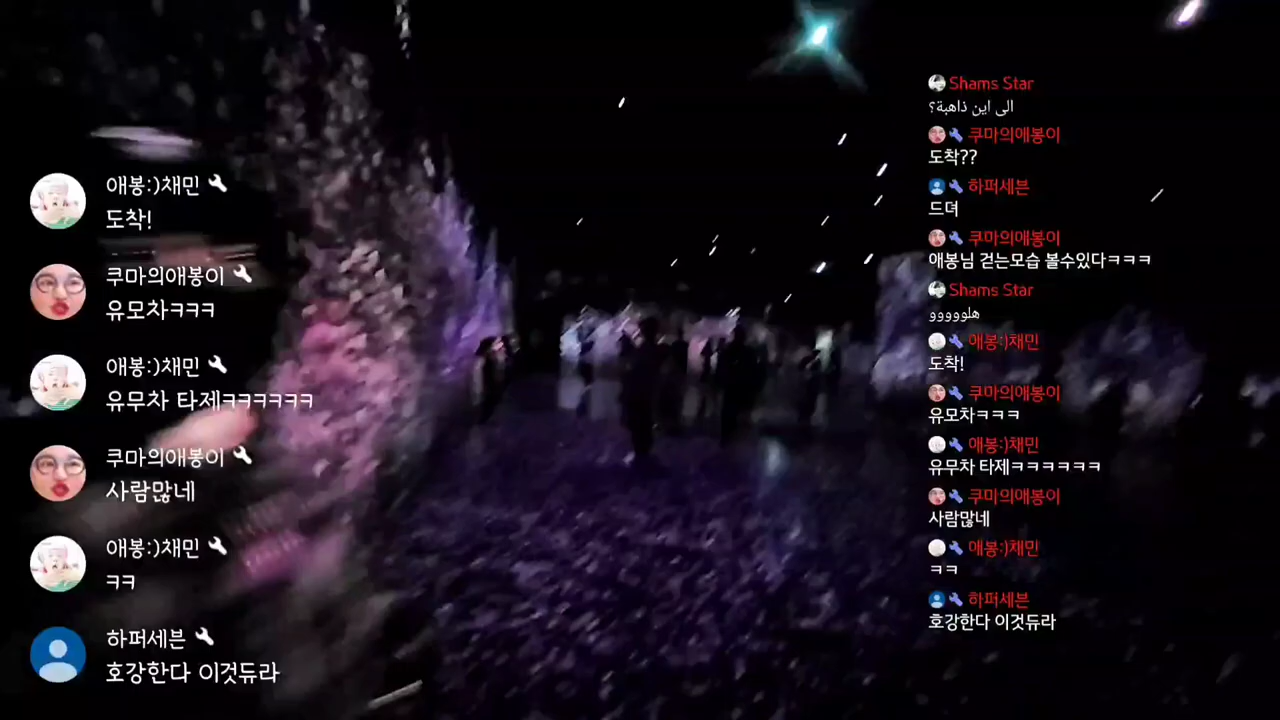 애봉:)채민
도착!
쿠마의애봉이
유모차ㅋㅋㅋ
애봉:)채민
유무차 타제ㅋㅋㅋㅋㅋㅋ
쿠마의애봉이
사람많네
애봉:)채민
ㅋㅋ
하퍼세븐
호강한다 이것듀라
Shams Star
الى اين ذاهبة؟
쿠마의애봉이
도착??
하퍼세븐
드뎌
쿠마의애봉이
애봉님 걷는모습 볼수있다ㅋㅋㅋ
Shams Star
هلووووو
애봉:)채민
도착!
쿠마의애봉이
유모차ㅋㅋㅋ
애봉:)채민
유무차 타제ㅋㅋㅋㅋㅋㅋ
쿠마의애봉이
사람많네
애봉:)채민
ㅋㅋ
하퍼세븐
호강한다 이것듀라